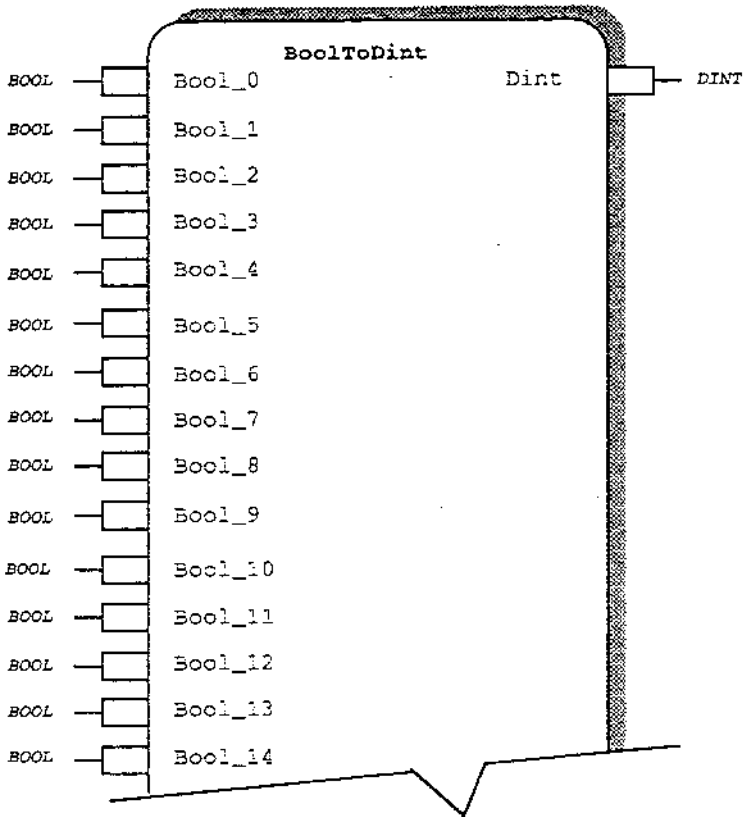 BoolToDint
BOOL Bool_0 Dint DINT
BOOL Bool_1
BOOL Bool_2
BOOL Bool_3
BOOL Bool_4
BOOL Bool_5
BOOL Bool_6
BOOL Bool_7
BOOL Bool_8
BOOL Bool_9
BOOL Bool_10
BOOL Bool_11
BOOL Bool_12
BOOL Bool_13
BOOL Bool_14